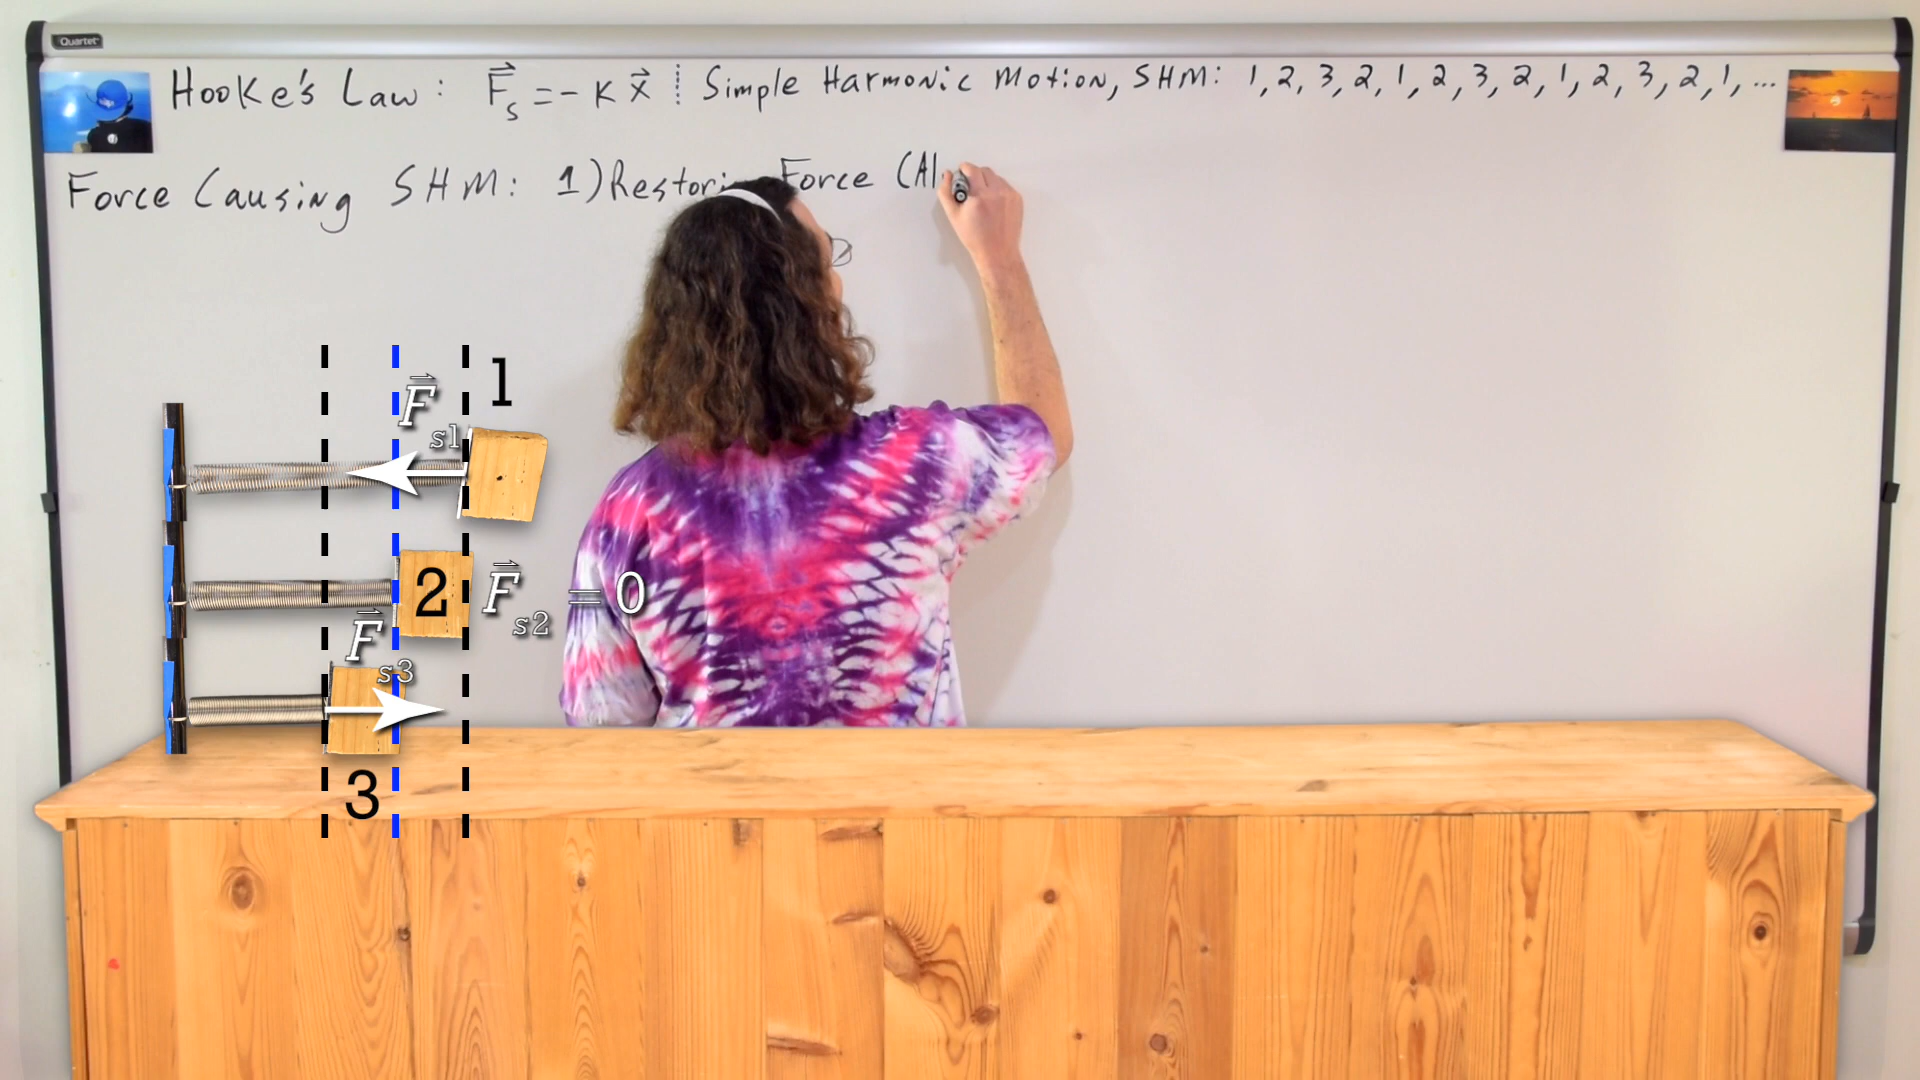 Quartet
Hooke's Law: F⃗s = -K x⃗ ⁞ Simple Harmonic Motion, SHM: 1,2,3,2,1,2,3,2,1,2,3,2,1,...
Force Causing SHM: 1) Force (Al
1
F⃗s1
2
F⃗s2 = 0
F⃗s3
3